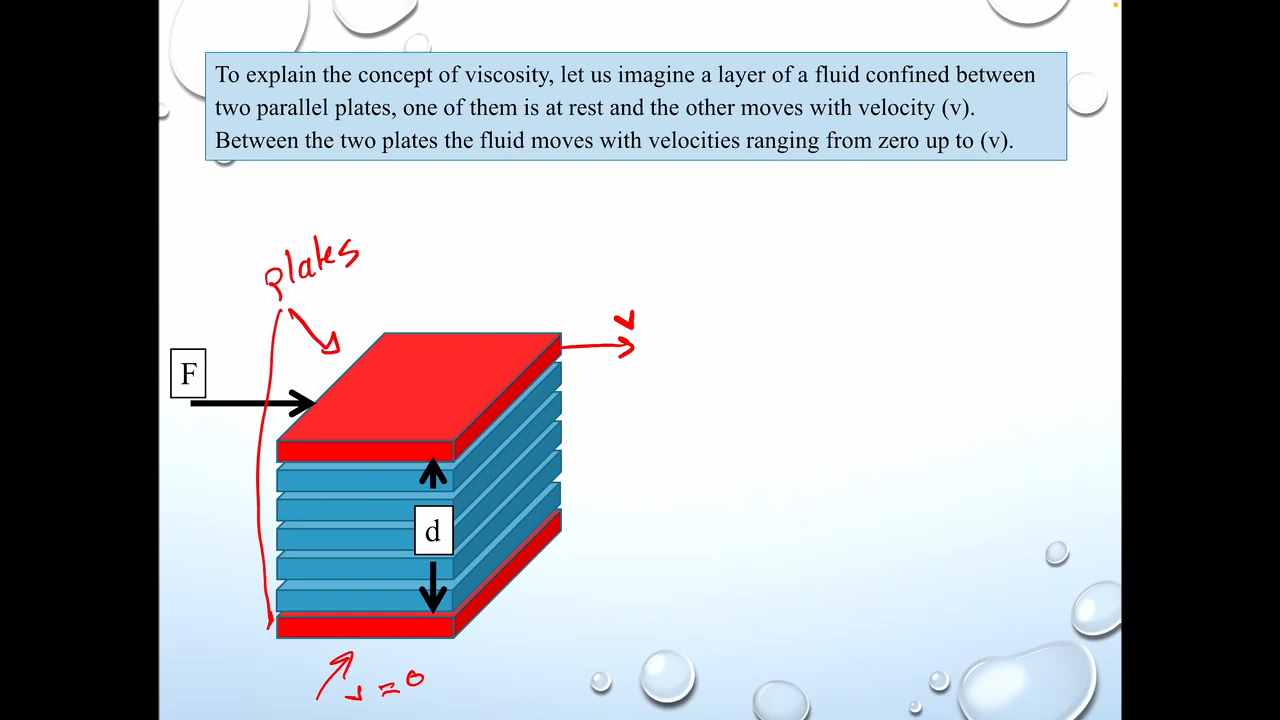 To explain the concept of viscosity, let us imagine a layer of a fluid confined between
two parallel plates, one of them is at rest and the other moves with velocity (v).
Between the two plates the fluid moves with velocities ranging from zero up to (v).
plates
v
F
d
v = 0